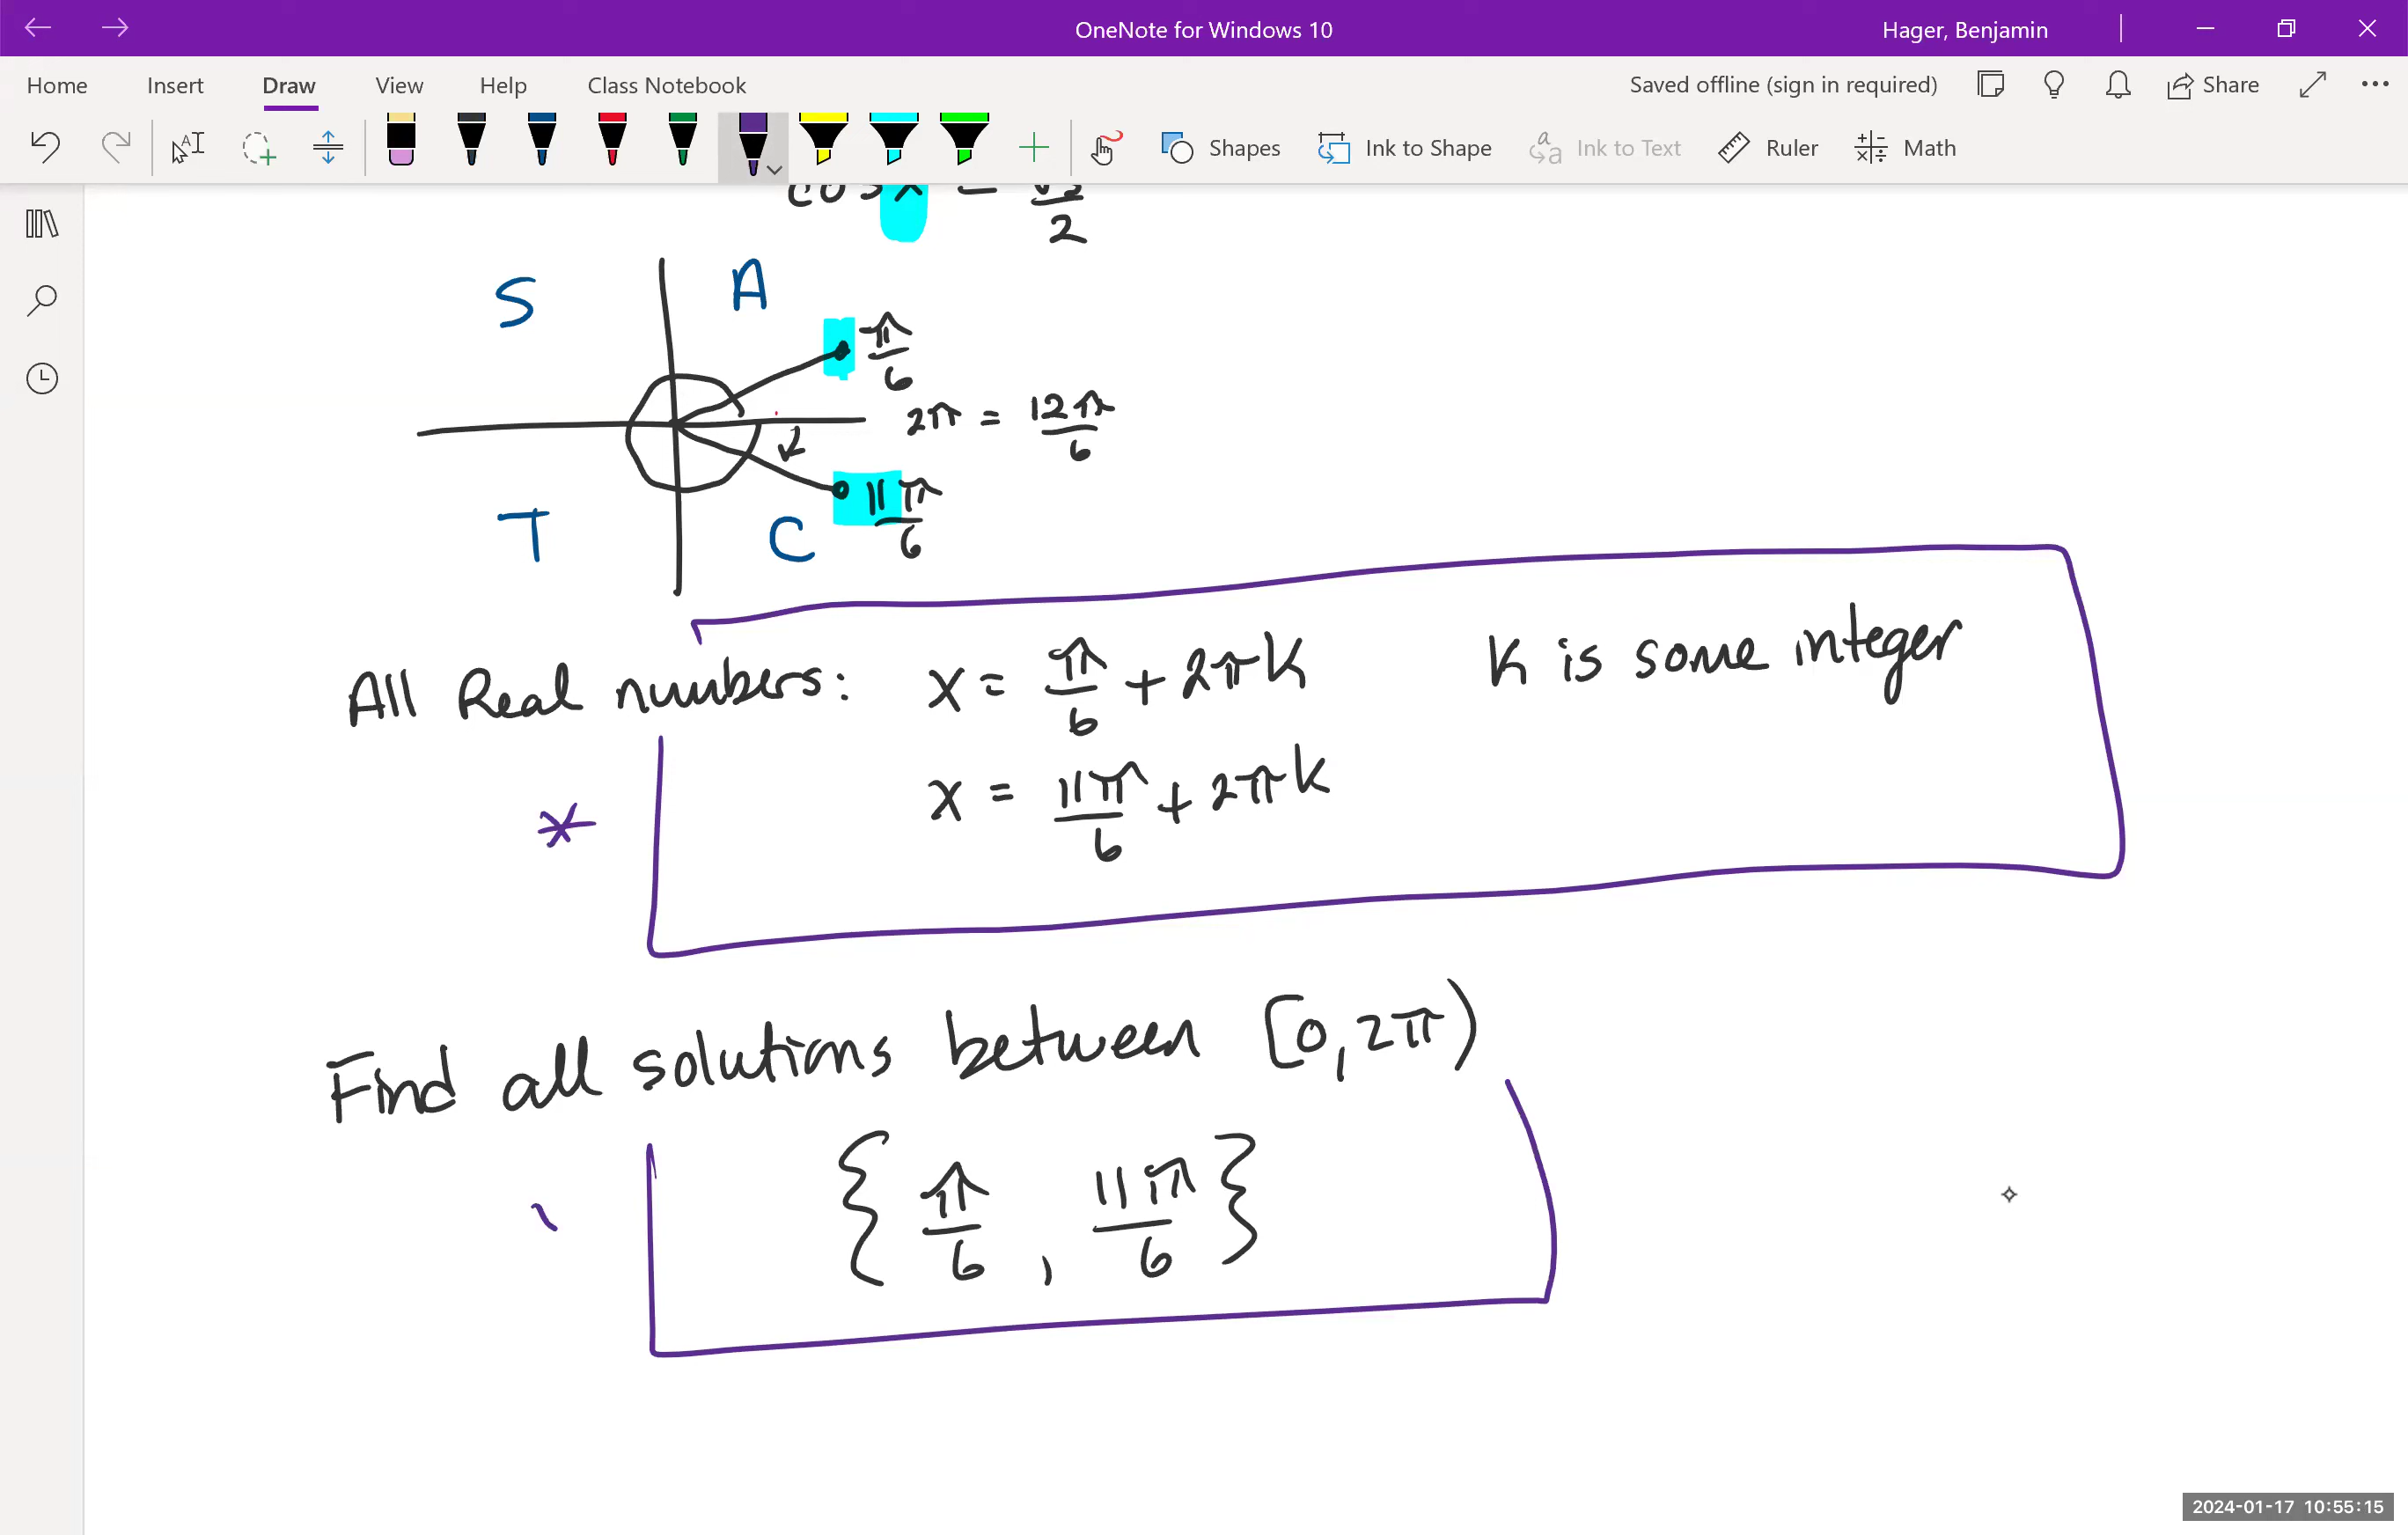 OneNote for Windows 10
Hager, Benjamin
Home Insert Draw View Help Class Notebook
Saved offline (sign in required) Share
Shapes Ink to Shape Ink to Text Ruler Math
cos x = √3/2
S A
π/6
2π = 12π/6
11π/6
T C
All Real numbers: x = π/6 + 2πk k is some integer
x = 11π/6 + 2πk
*
Find all solutions between [0, 2π)
{π/6, 11π/6}
2024-01-17 10:55:15